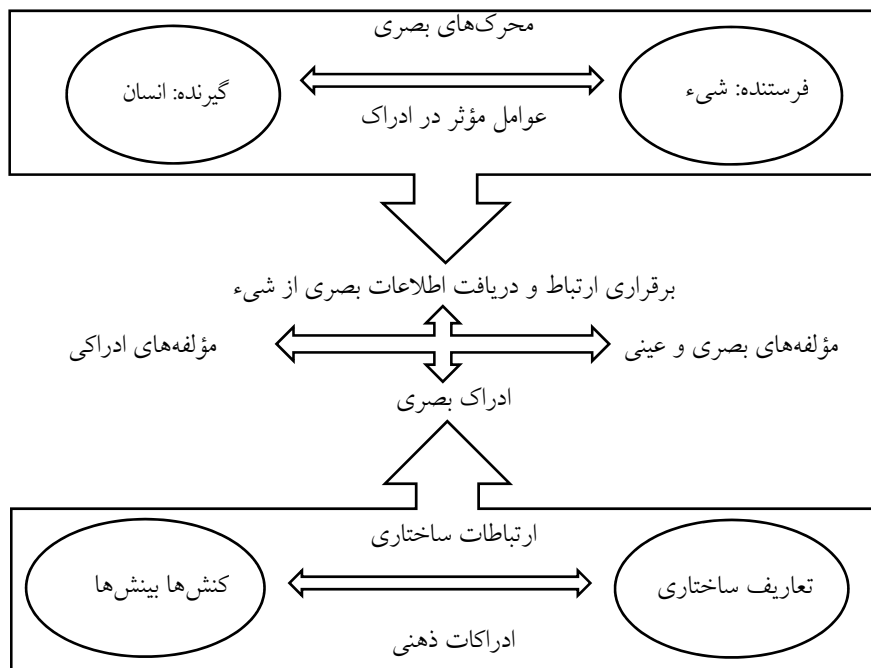 محرک‌های بصری
فرستنده: شیء
گیرنده: انسان
عوامل مؤثر در ادراک
برقراری ارتباط و دریافت اطلاعات بصری از شیء
مؤلفه‌های بصری و عینی
مؤلفه‌های ادراکی
ادراک بصری
ارتباطات ساختاری
تعاریف ساختاری
کنش‌ها بینش‌ها
ادراکات ذهنی